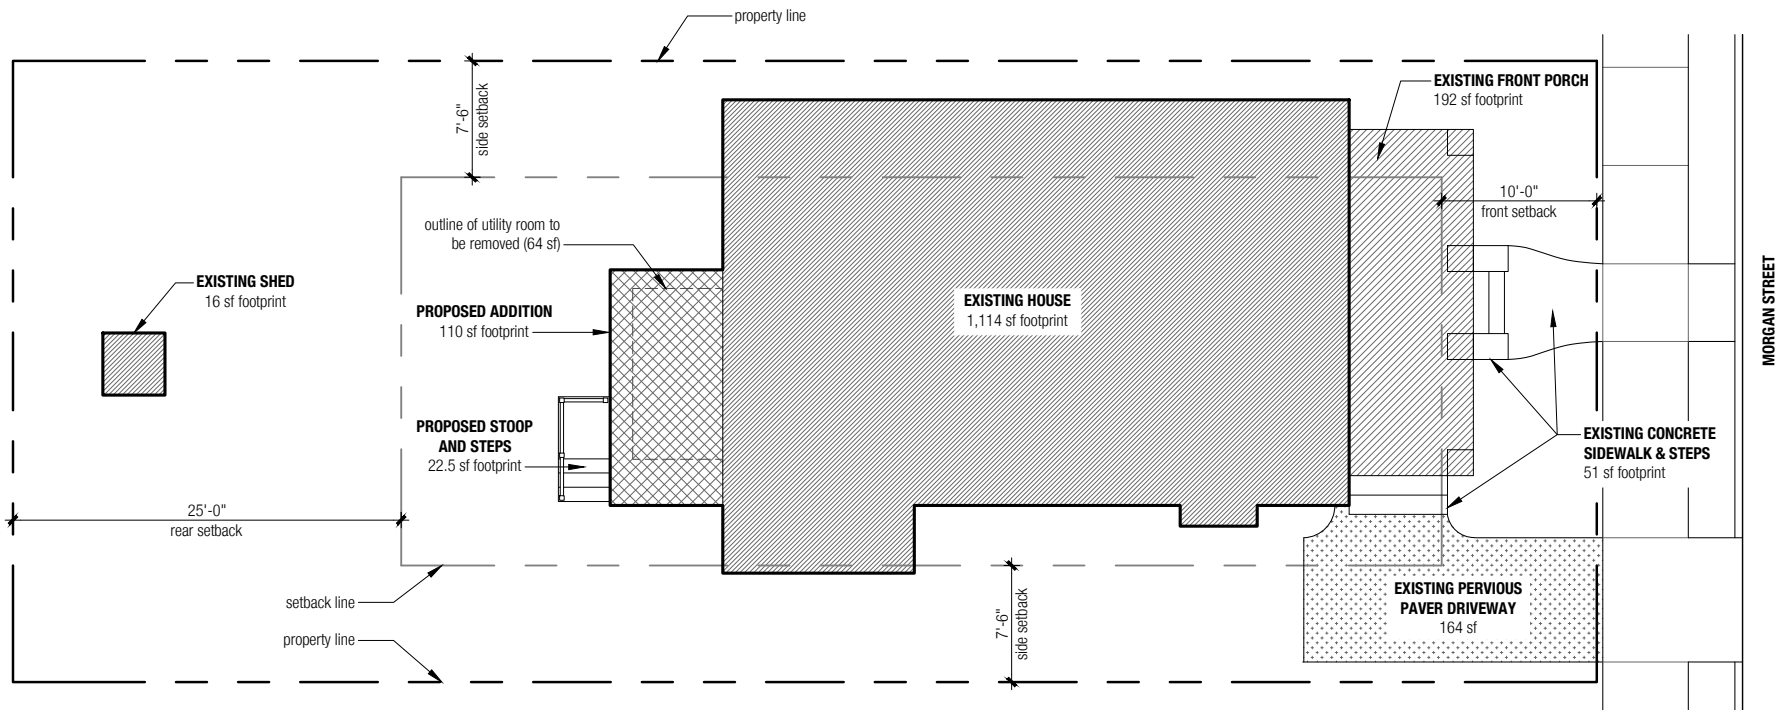 property line
7'-6"
side setback
EXISTING FRONT PORCH
192 sf footprint
10'-0"
front setback
outline of utility room to
be removed (64 sf)
EXISTING SHED
16 sf footprint
PROPOSED ADDITION
110 sf footprint
EXISTING HOUSE
1,114 sf footprint
MORGAN STREET
PROPOSED STOOP
AND STEPS
22.5 sf footprint
EXISTING CONCRETE
SIDEWALK & STEPS
51 sf footprint
25'-0"
rear setback
setback line
property line
7'-6"
side setback
EXISTING PERVIOUS
PAVER DRIVEWAY
164 sf